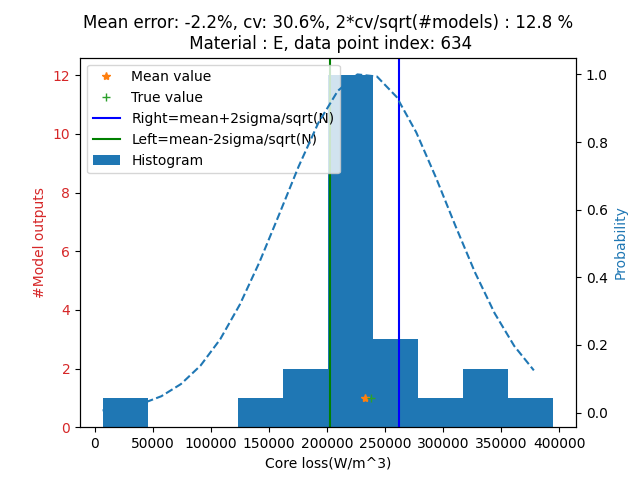 Mean error: -2.2%, cv: 30.6%, 2*cv/sqrt(#models) : 12.8 %
Material : E, data point index: 634
Mean value
True value
Right=mean+2sigma/sqrt(N)
Left=mean-2sigma/sqrt(N)
Histogram
12
10
8
6
4
2
0
#Model outputs
1.0
0.8
0.6
0.4
0.2
0.0
Probability
0 50000 100000 150000 200000 250000 300000 350000 400000
Core loss(W/m^3)